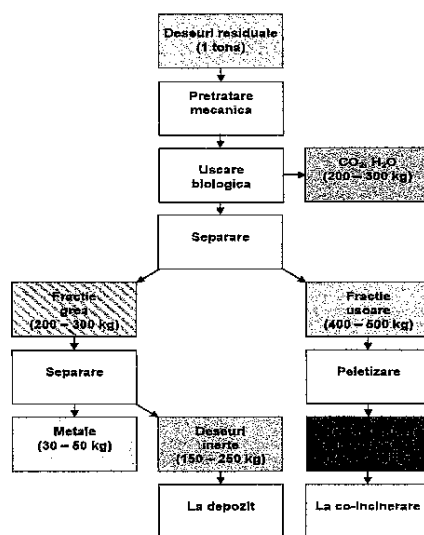 Deseuri reziduale
(1 tona)
Pretratare
mecanica
Uscare
biologica
CO₂, H₂O
(200 – 300 kg)
Separare
Fractie
grea
(200 – 300 kg)
Fractie
usoare
(400 – 500 kg)
Separare
Peletizare
Metale
(30 – 50 kg)
Deseuri
inerte
(150 – 250 kg)
La depozit
La co-incinerare